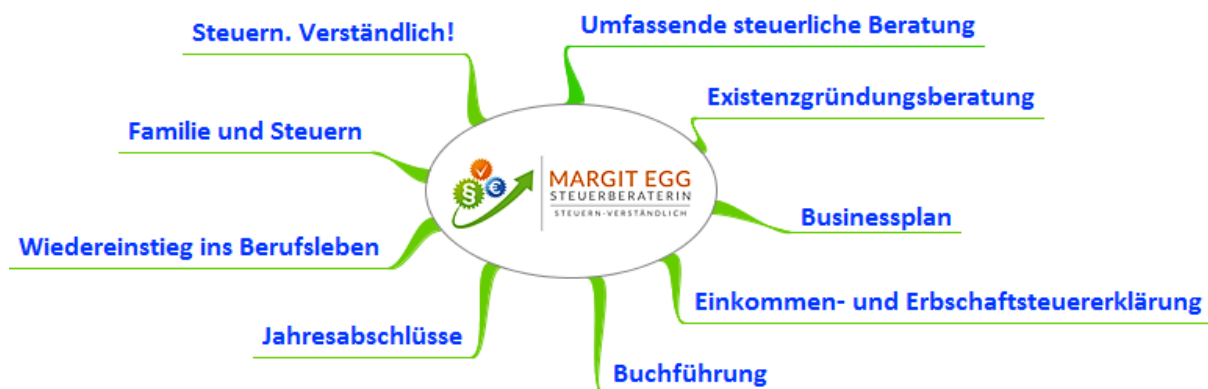 Steuern. Verständlich!
Umfassende steuerliche Beratung
Existenzgründungsberatung
Familie und Steuern
§
€
MARGIT EGG
STEUERBERATERIN
STEUERN-VERSTÄNDLICH
Businessplan
Wiedereinstieg ins Berufsleben
Einkommen- und Erbschaftsteuererklärung
Jahresabschlüsse
Buchführung